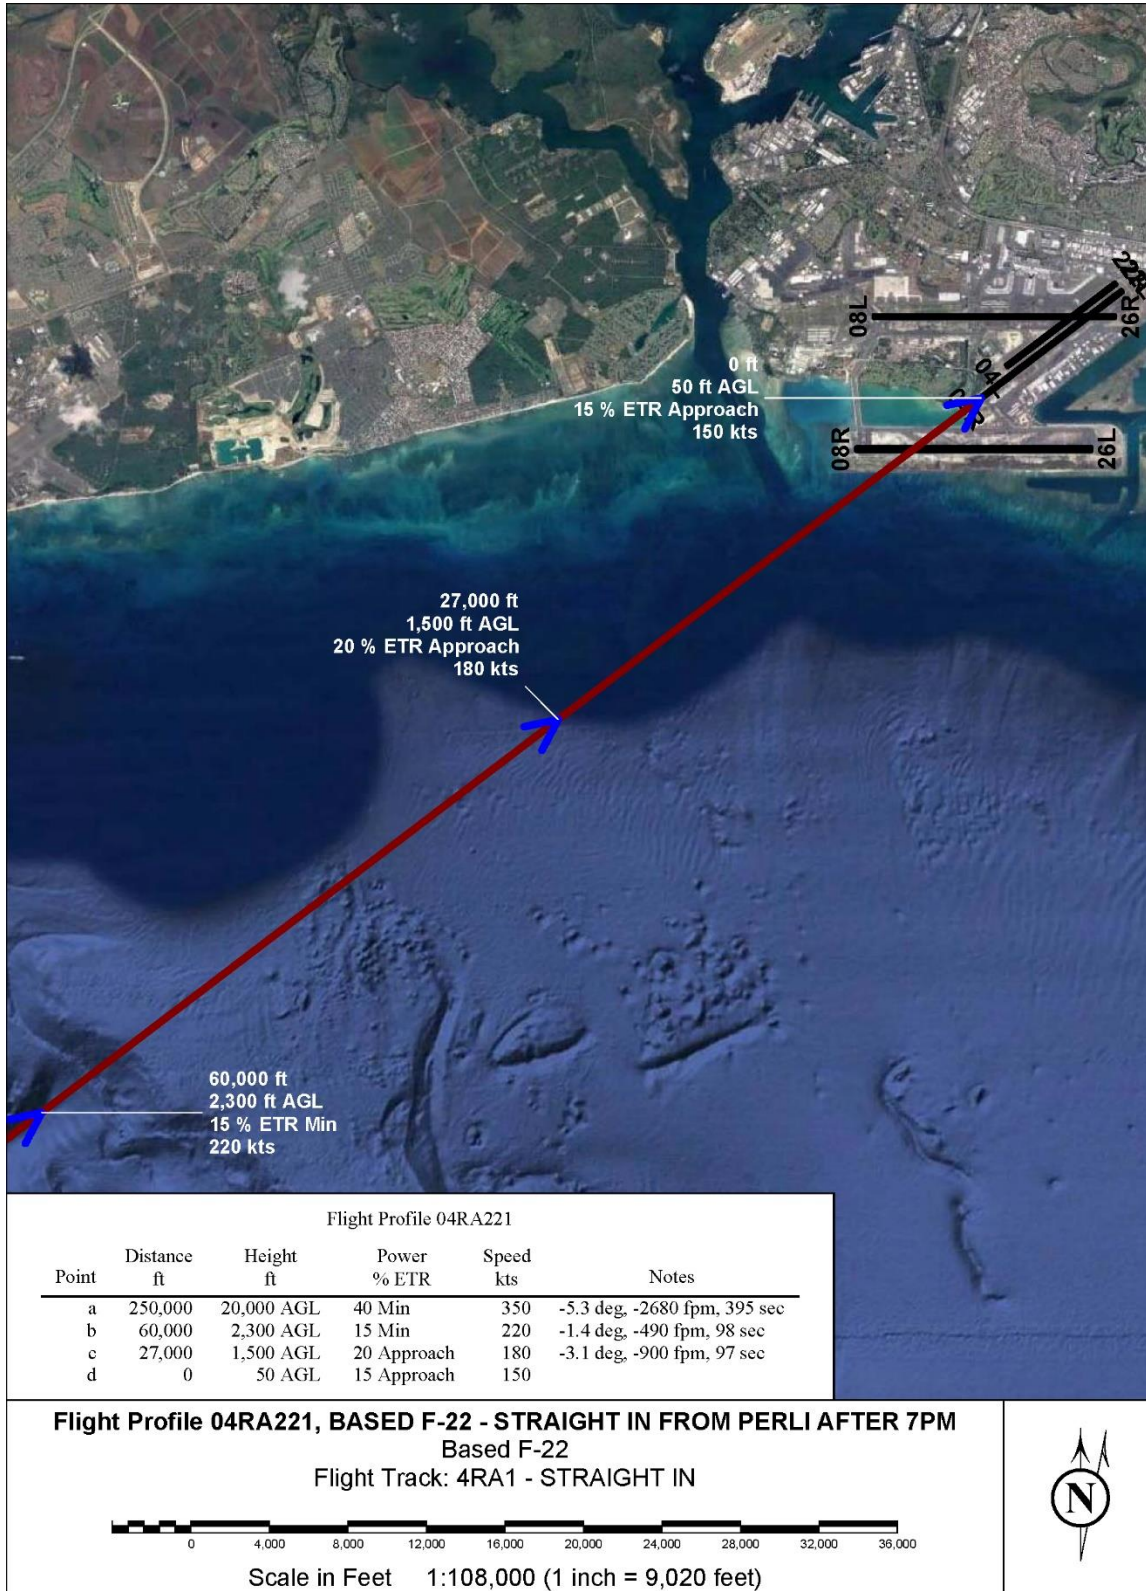 08L
26R
04L
08R
26L
0 ft
50 ft AGL
15 % ETR Approach
150 kts
27,000 ft
1,500 ft AGL
20 % ETR Approach
180 kts
60,000 ft
2,300 ft AGL
15 % ETR Min
220 kts
Flight Profile 04RA221
Point Distance ft Height ft Power % ETR Speed kts Notes
a 250,000 20,000 AGL 40 Min 350 -5.3 deg, -2680 fpm, 395 sec
b 60,000 2,300 AGL 15 Min 220 -1.4 deg, -490 fpm, 98 sec
c 27,000 1,500 AGL 20 Approach 180 -3.1 deg, -900 fpm, 97 sec
d 0 50 AGL 15 Approach 150
Flight Profile 04RA221, BASED F-22 - STRAIGHT IN FROM PERLI AFTER 7PM
Based F-22
Flight Track: 4RA1 - STRAIGHT IN
0 4,000 8,000 12,000 16,000 20,000 24,000 28,000 32,000 36,000
Scale in Feet 1:108,000 (1 inch = 9,020 feet)
N